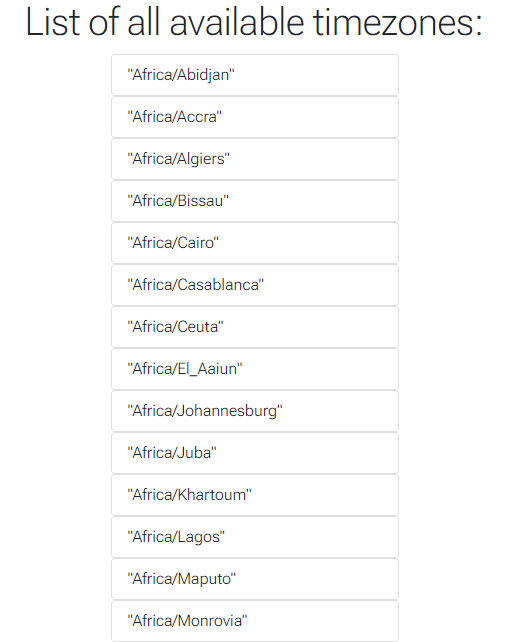 List of all available timezones:
"Africa/Abidjan"
"Africa/Accra"
"Africa/Algiers"
"Africa/Bissau"
"Africa/Cairo"
"Africa/Casablanca"
"Africa/Ceuta"
"Africa/El_Aaiun"
"Africa/Johannesburg"
"Africa/Juba"
"Africa/Khartoum"
"Africa/Lagos"
"Africa/Maputo"
"Africa/Monrovia"